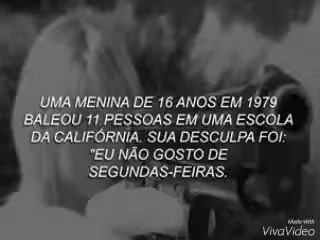 UMA MENINA DE 16 ANOS EM 1979
BALEOU 11 PESSOAS EM UMA ESCOLA
DA CALIFÓRNIA. SUA DESCULPA FOI:
"EU NÃO GOSTO DE
SEGUNDAS-FEIRAS.
Made With
VivaVideo